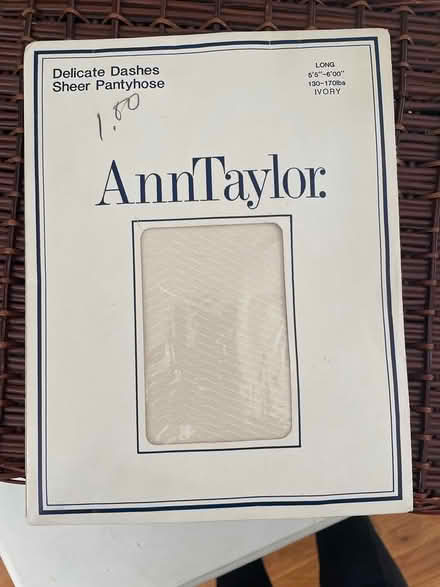 Delicate Dashes
Sheer Pantyhose
1.00
LONG
5'5"-6'00"
130-170lbs
IVORY
AnnTaylor.